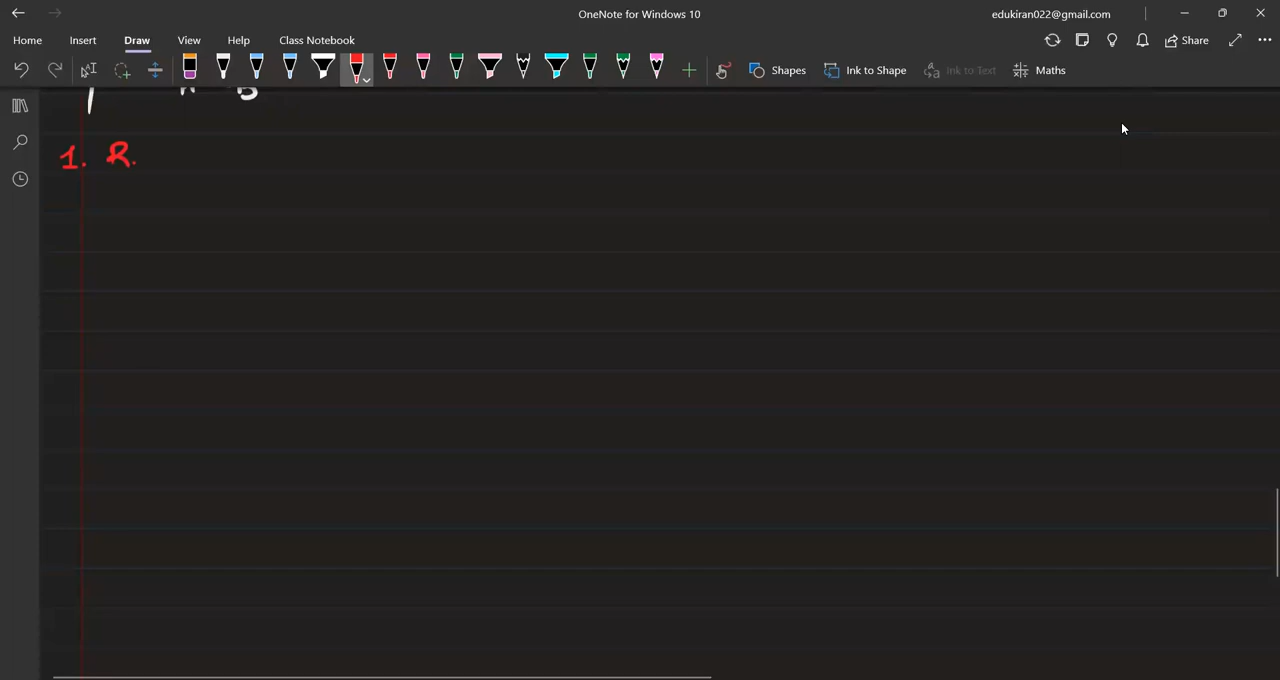 OneNote for Windows 10
edukiran022@gmail.com
Home Insert Draw View Help Class Notebook
Share
Shapes Ink to Shape Ink to Text Maths
1. R.